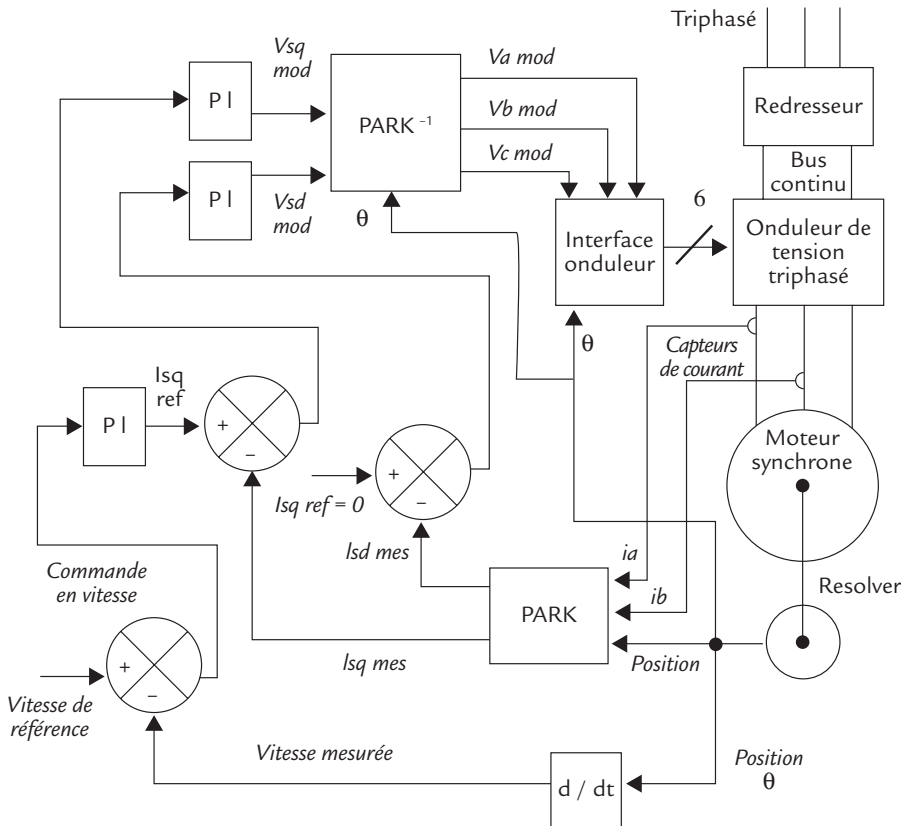 Triphasé
Redresseur
Bus
continu
Onduleur de
tension
triphasé
6
Interface
onduleur
Va mod
Vb mod
Vc mod
PARK -1
Vsq
mod
P I
Vsd
mod
P I
θ
θ
Capteurs
de courant
Moteur
synchrone
Resolver
Isq
ref
P I
+
-
Isq ref = 0
+
-
Isd mes
ia
ib
PARK
Position
Isq mes
Commande
en vitesse
+
-
Vitesse de
référence
Vitesse mesurée
d / dt
Position
θ